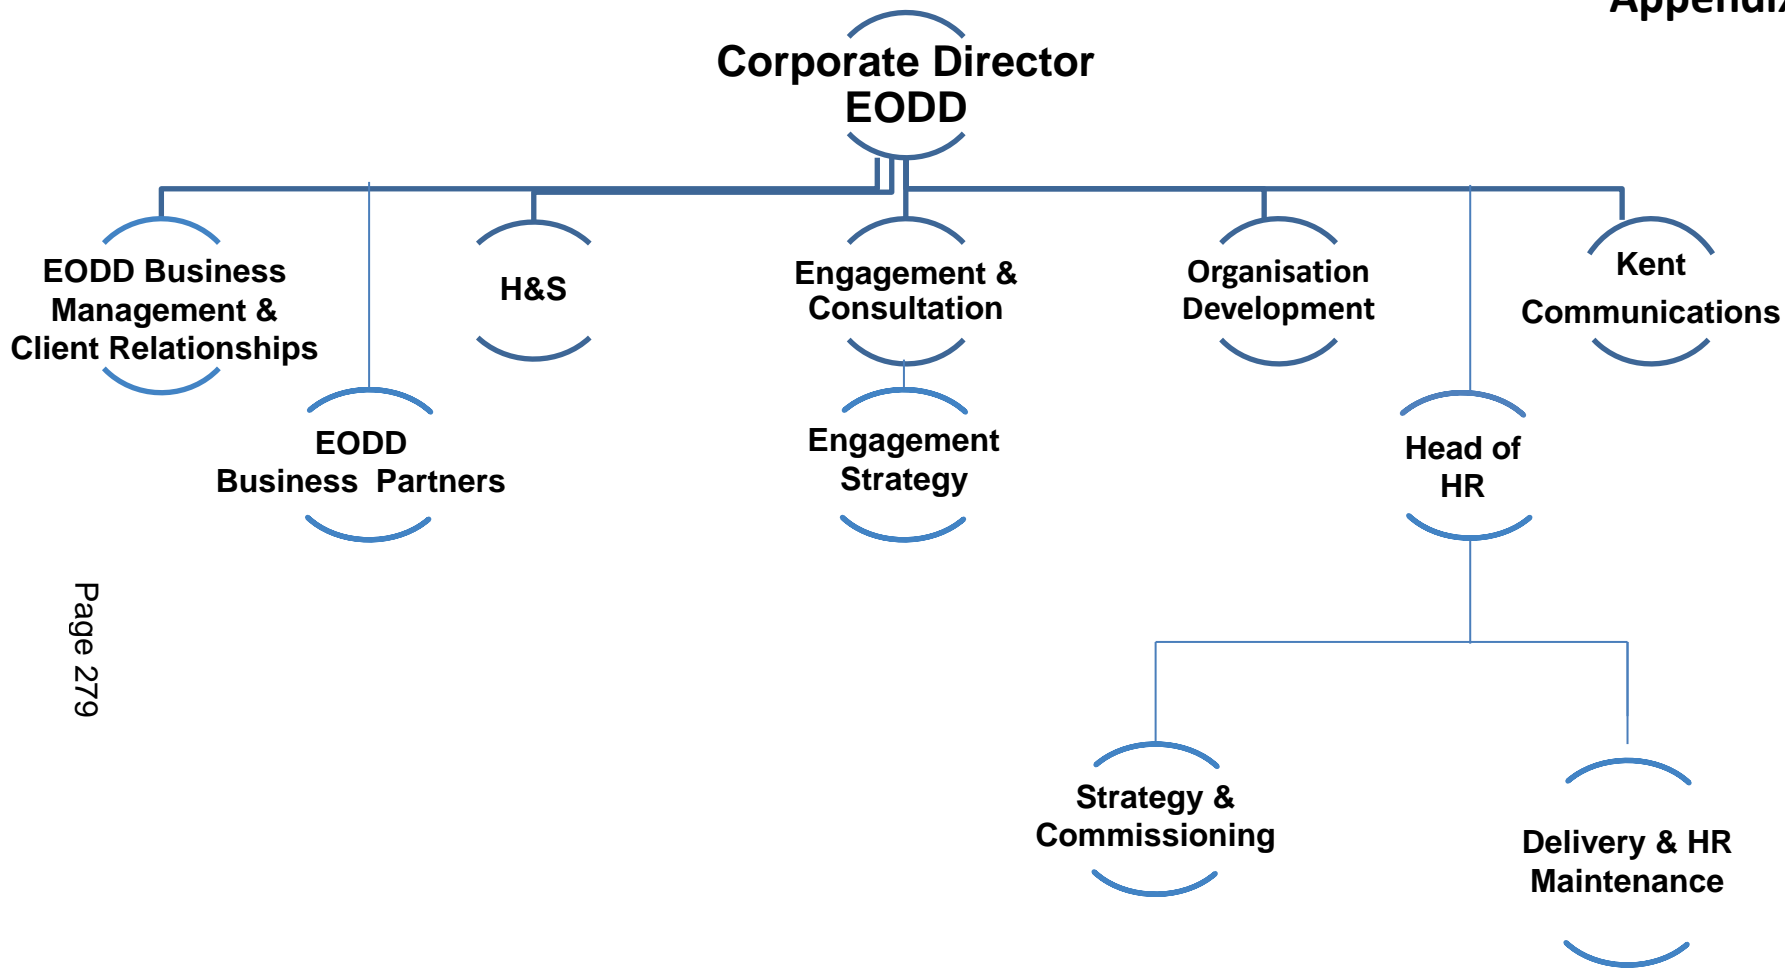 Appendix
Corporate Director
EODD
EODD Business
Management &
Client Relationships
H&S
Engagement &
Consultation
Organisation
Development
Kent
Communications
EODD
Business  Partners
Engagement
Strategy
Head of
HR
Page 279
Strategy &
Commissioning
Delivery & HR
Maintenance